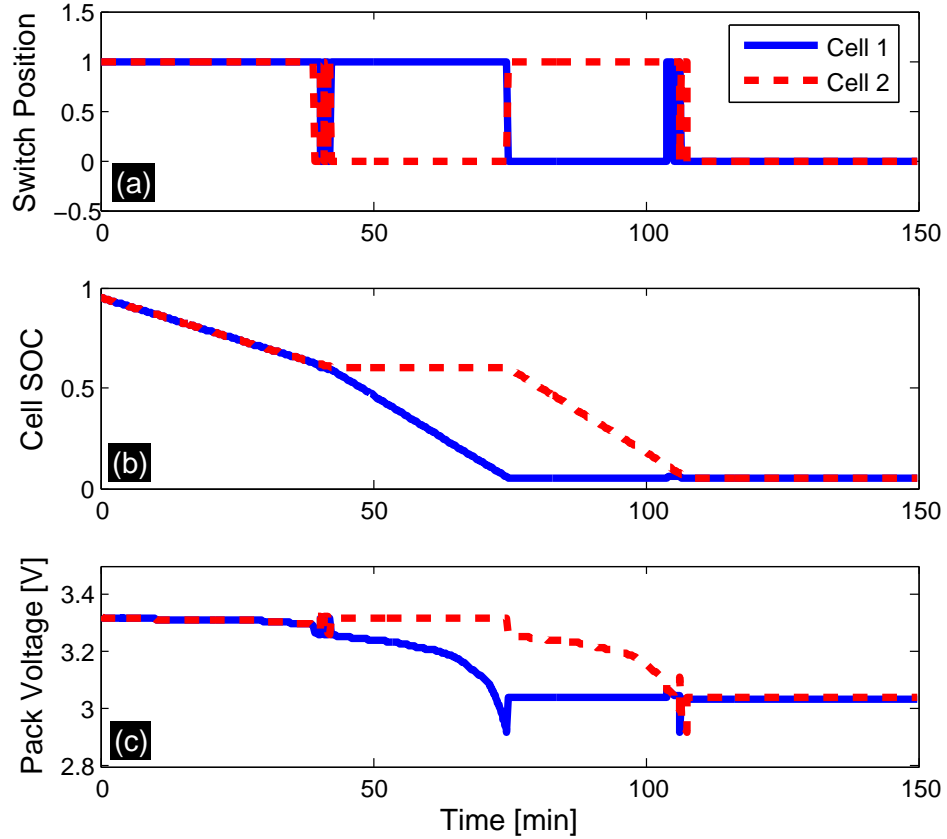 1.5
1
0.5
0
−0.5
Switch Position
(a)
Cell 1
Cell 2
0
50
100
150
1
0.5
0
Cell SOC
(b)
0
50
100
150
3.4
3.2
3
2.8
Pack Voltage [V]
(c)
0
50
100
150
Time [min]